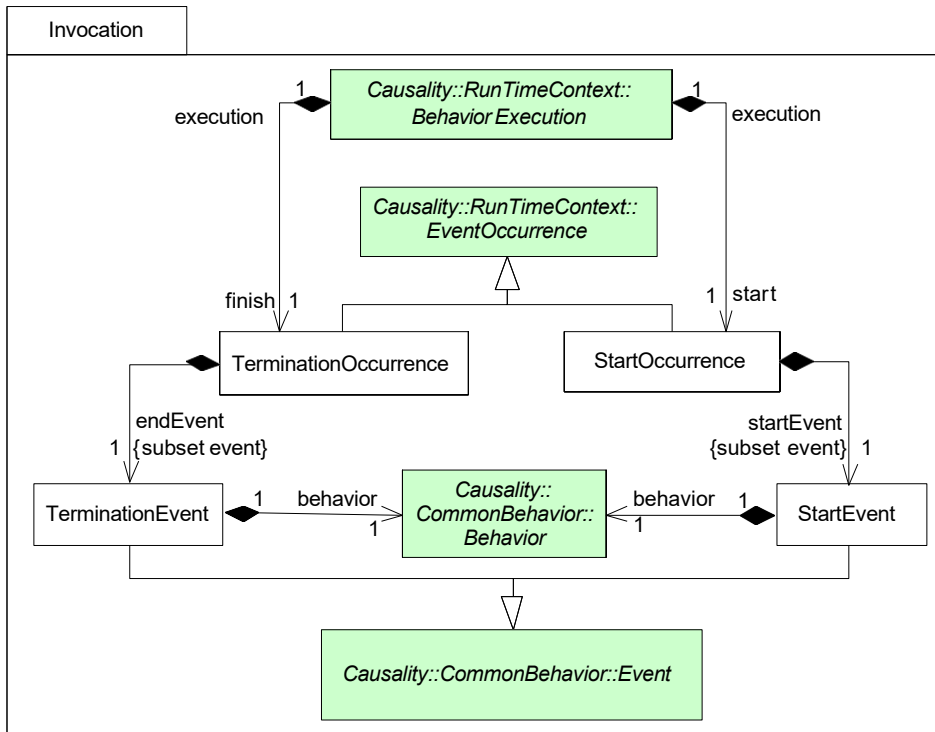 Invocation
1
Causality::RunTimeContext::
BehaviorExecution
1
execution
execution
Causality::RunTimeContext::
EventOccurrence
finish
1
1
start
TerminationOccurrence
StartOccurrence
endEvent
1
{subset event}
startEvent
{subset event}
1
TerminationEvent
1
behavior
1
Causality::
CommonBehavior::
Behavior
behavior
1
1
StartEvent
Causality::CommonBehavior::Event